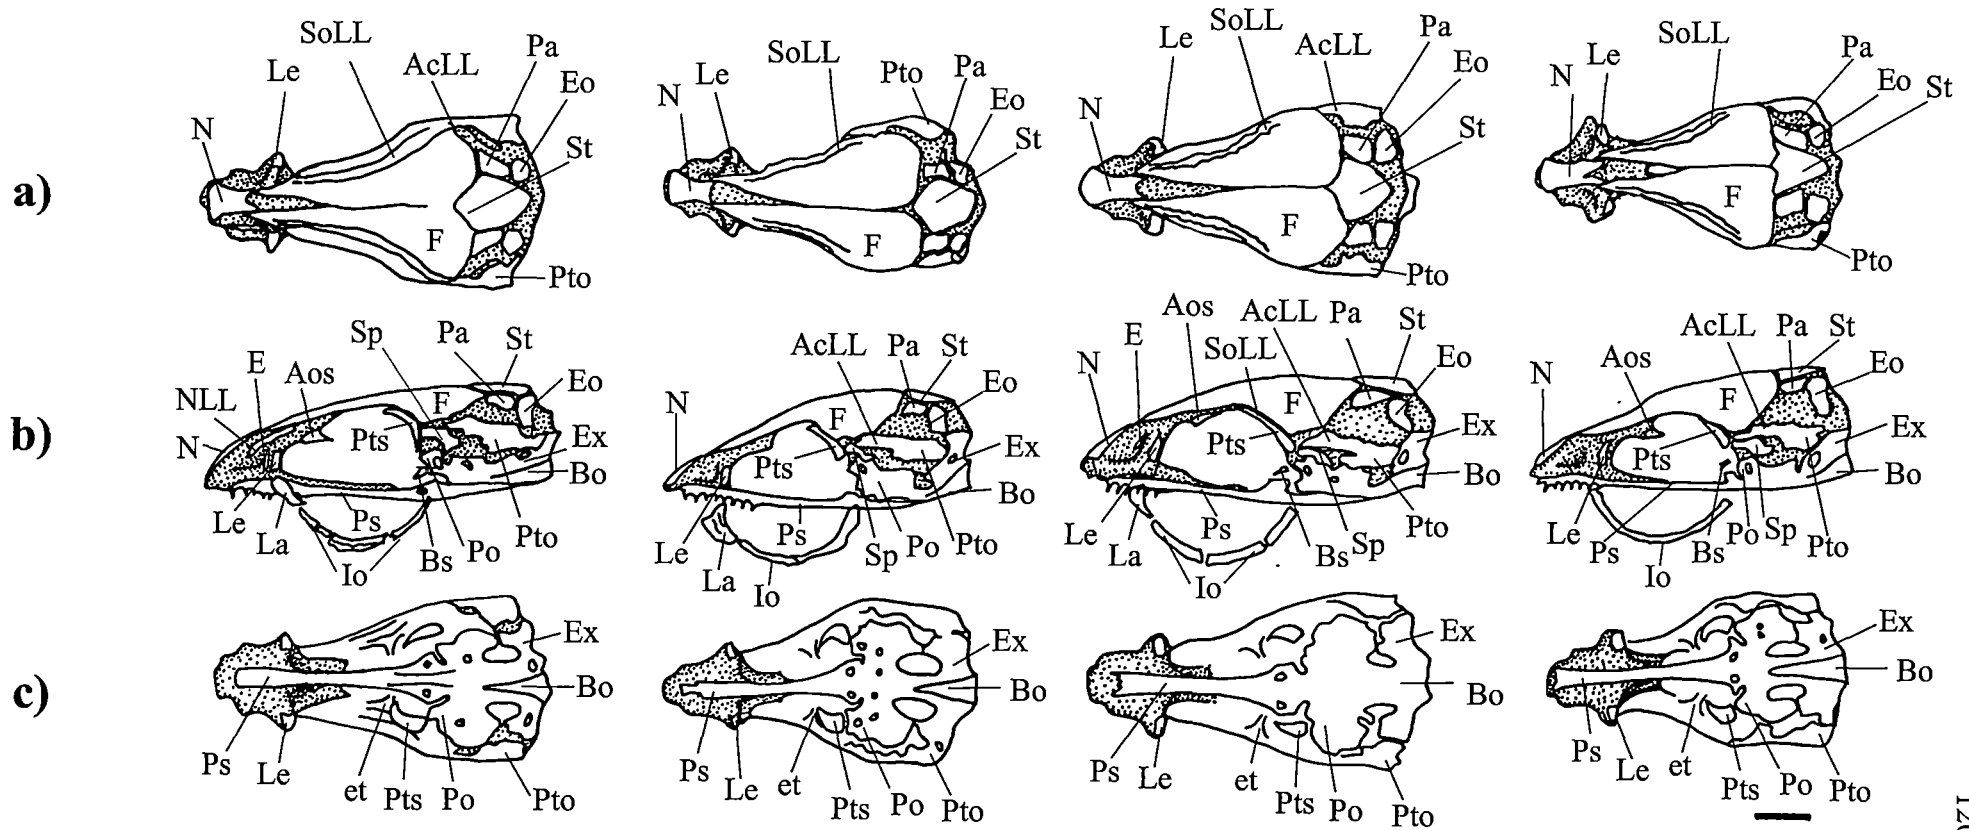 a)
N Le SoLL AcLL Pa Eo St F Pto
N Le SoLL Pto Pa Eo St F
N Le SoLL AcLL Pa Eo St F Pto
N Le SoLL Pa Eo St F Pto
b)
N NLL E Aos Sp Pa St Eo F Pts Ex Bo Le La Ps Io Bs Po Pto
N AcLL Pa St Eo F Pts Ex Bo Le La Ps Io Sp Po Pto
N E Aos SoLL AcLL Pa St Eo F Pts Ex Bo Le La Ps Io Bs Sp Pto
N Aos AcLL Pa St Eo F Pts Ex Bo Le Ps Io Bs Po Sp Pto
c)
Ex Bo Ps Le et Pts Po Pto
Ex Bo Ps Le et Pts Po Pto
Ex Bo Ps Le et Pts Po Pto
Ex Bo Ps Le et Pts Po Pto